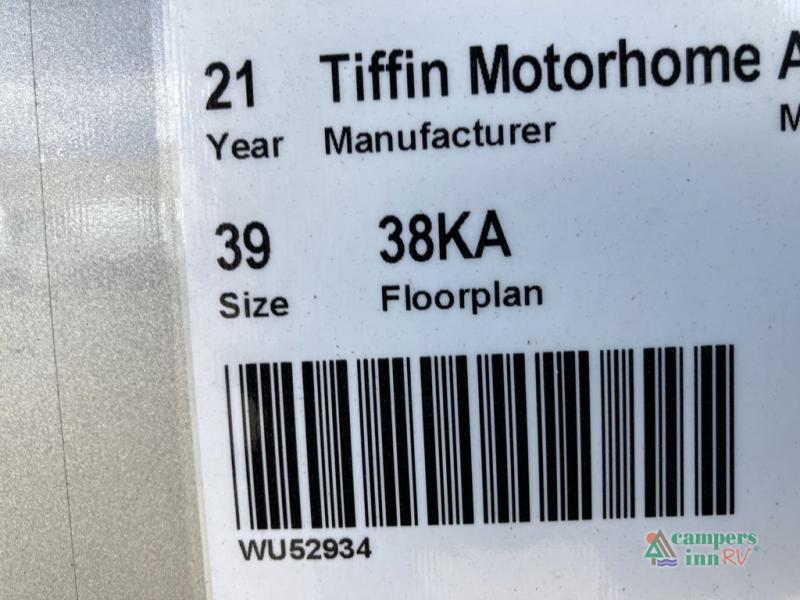 21 Tiffin Motorhome A
Year Manufacturer M
39 38KA
Size Floorplan
WU52934
campers
inn RV